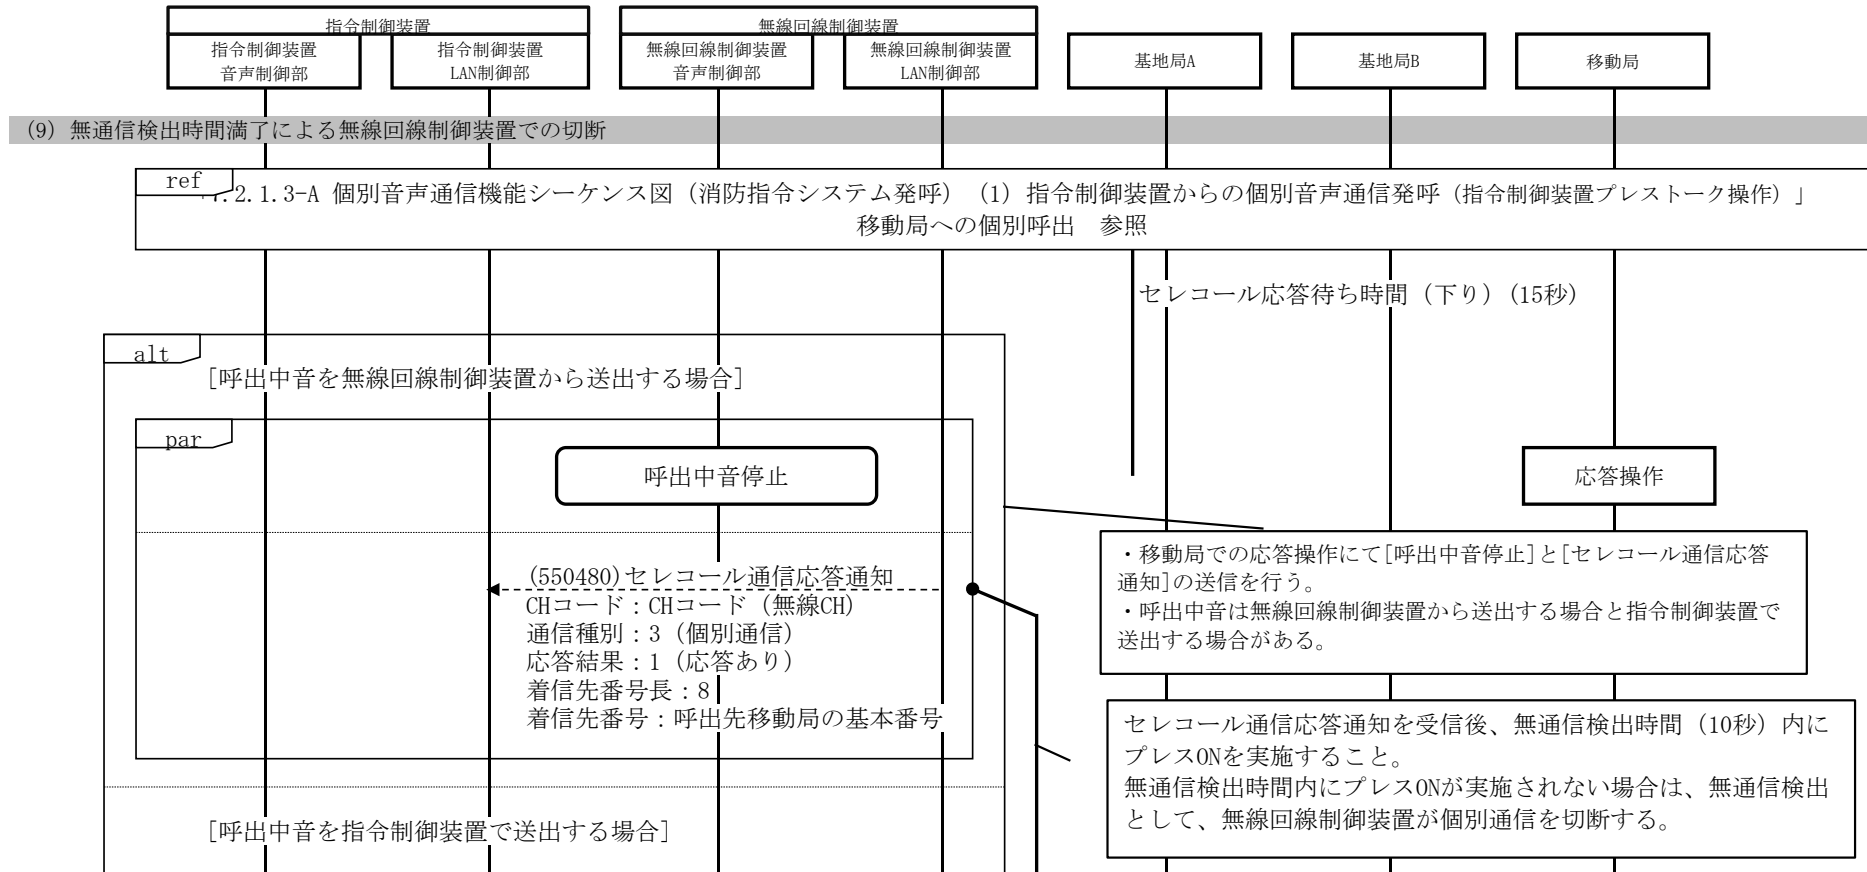 指令制御装置
無線回線制御装置
指令制御装置
音声制御部
指令制御装置
LAN制御部
無線回線制御装置
音声制御部
無線回線制御装置
LAN制御部
基地局A
基地局B
移動局
(9) 無通信検出時間満了による無線回線制御装置での切断
ref
.2.1.3-A 個別音声通信機能シーケンス図(消防指令システム発呼) (1) 指令制御装置からの個別音声通信発呼(指令制御装置プレストーク操作)」
移動局への個別呼出 参照
セレコール応答待ち時間(下り)(15秒)
alt
[呼出中音を無線回線制御装置から送出する場合]
par
呼出中音停止
応答操作
・移動局での応答操作にて[呼出中音停止]と[セレコール通信応答
通知]の送信を行う。
・呼出中音は無線回線制御装置から送出する場合と指令制御装置で
送出する場合がある。
(550480)セレコール通信応答通知
CHコード:CHコード(無線CH)
通信種別:3(個別通信)
応答結果:1(応答あり)
着信先番号長:8
着信先番号:呼出先移動局の基本番号
セレコール通信応答通知を受信後、無通信検出時間(10秒)内に
プレスONを実施すること。
無通信検出時間内にプレスONが実施されない場合は、無通信検出
として、無線回線制御装置が個別通信を切断する。
[呼出中音を指令制御装置で送出する場合]